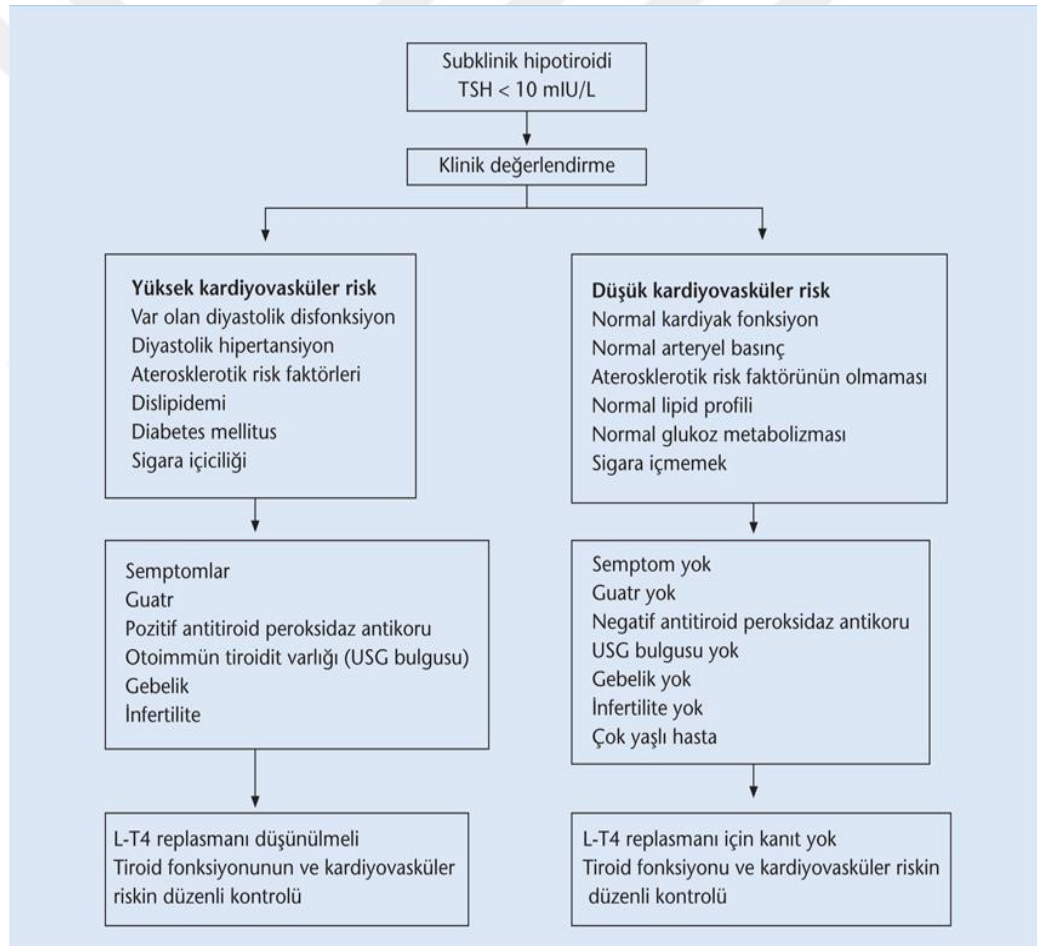 Subklinik hipotiroidi
TSH < 10 mIU/L
Klinik değerlendirme
Yüksek kardiyovasküler risk
Var olan diyastolik disfonksiyon
Diyastolik hipertansiyon
Aterosklerotik risk faktörleri
Dislipidemi
Diabetes mellitus
Sigara içiciliği
Düşük kardiyovasküler risk
Normal kardiyak fonksiyon
Normal arteryel basınç
Aterosklerotik risk faktörünün olmaması
Normal lipid profili
Normal glukoz metabolizması
Sigara içmemek
Semptomlar
Guatr
Pozitif antitiroid peroksidaz antikoru
Otoimmün tiroidit varlığı (USG bulgusu)
Gebelik
İnfertilite
Semptom yok
Guatr yok
Negatif antitiroid peroksidaz antikoru
USG bulgusu yok
Gebelik yok
İnfertilite yok
Çok yaşlı hasta
L-T4 replasmanı düşünülmeli
Tiroid fonksiyonunun ve kardiyovasküler
riskin düzenli kontrolü
L-T4 replasmanı için kanıt yok
Tiroid fonksiyonu ve kardiyovasküler riskin
düzenli kontrolü